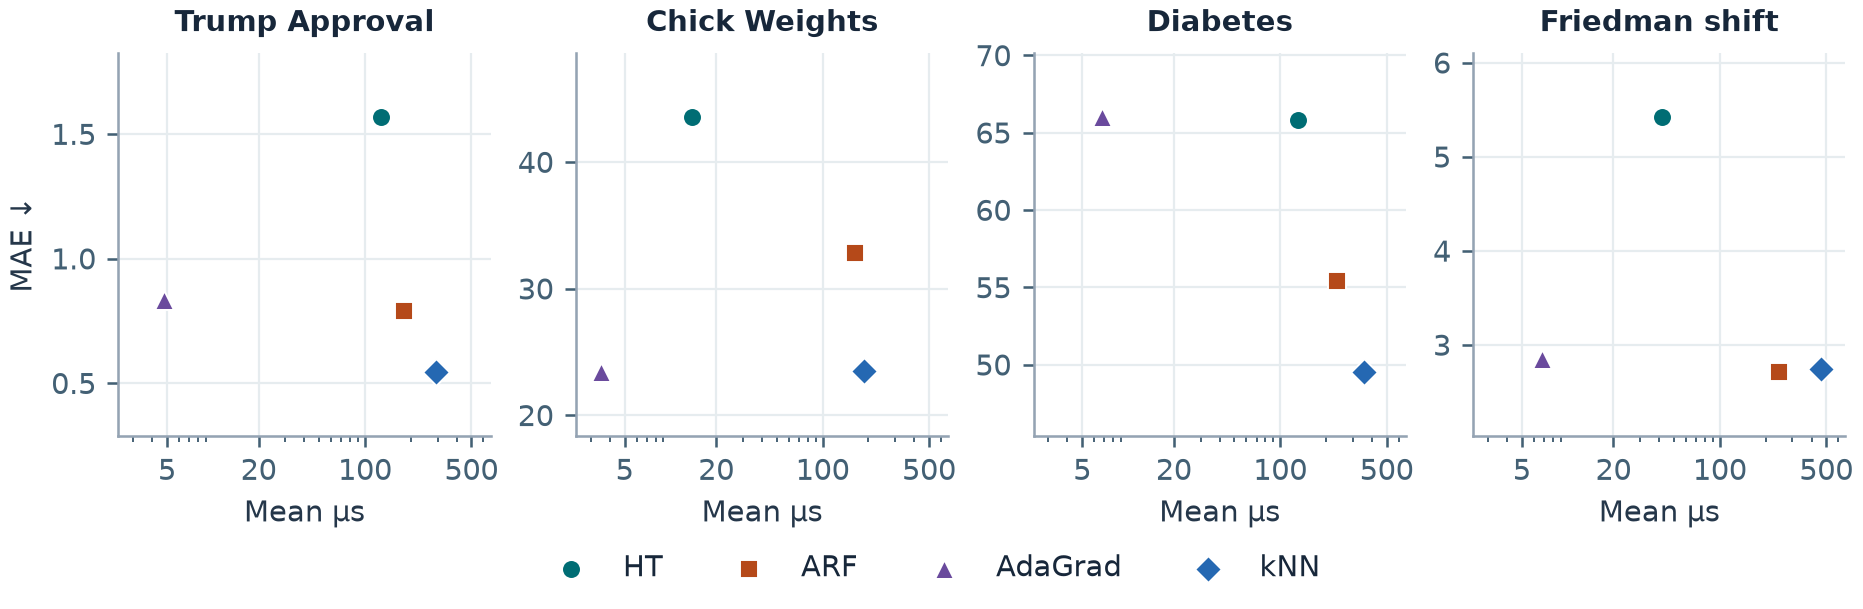 Trump Approval
Chick Weights
Diabetes
Friedman shift
MAE ↓
1.5
1.0
0.5
5 20 100 500
Mean µs
40
30
20
5 20 100 500
Mean µs
70
65
60
55
50
5 20 100 500
Mean µs
6
5
4
3
5 20 100 500
Mean µs
HT ARF AdaGrad kNN